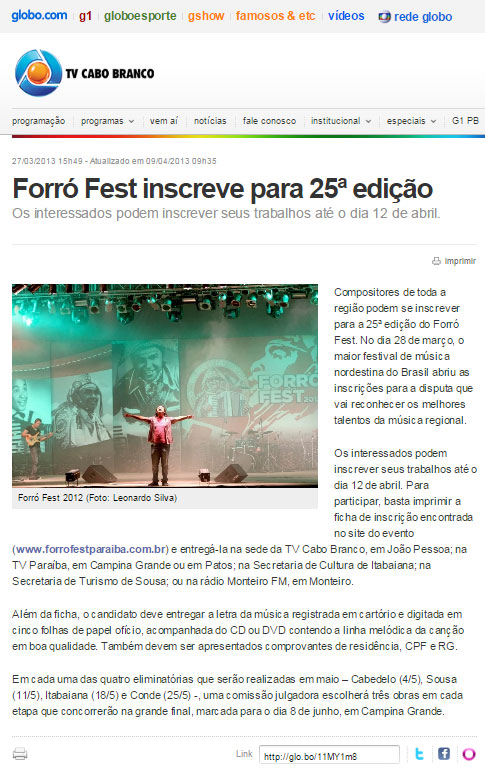 globo.com g1 globoesporte gshow famosos & etc vídeos rede globo
TV CABO BRANCO
programação programas vem aí notícias fale conosco institucional especiais G1 PB
27/03/2013 15h49 - Atualizado em 09/04/2013 09h35
Forró Fest inscreve para 25ª edição
Os interessados podem inscrever seus trabalhos até o dia 12 de abril.
imprimir
FORRÓ
FEST
Forró Fest 2012 (Foto: Leonardo Silva)
Compositores de toda a
região podem se inscrever
para a 25ª edição do Forró
Fest. No dia 28 de março, o
maior festival de música
nordestina do Brasil abriu as
inscrições para a disputa que
vai reconhecer os melhores
talentos da música regional.
Os interessados podem
inscrever seus trabalhos até o
dia 12 de abril. Para
participar, basta imprimir a
ficha de inscrição encontrada
no site do evento
(www.forrofestparaiba.com.br) e entregá-la na sede da TV Cabo Branco, em João Pessoa; na
TV Paraíba, em Campina Grande ou em Patos; na Secretaria de Cultura de Itabaiana; na
Secretaria de Turismo de Sousa; ou na rádio Monteiro FM, em Monteiro.
Além da ficha, o candidato deve entregar a letra da música registrada em cartório e digitada em
cinco folhas de papel ofício, acompanhada do CD ou DVD contendo a linha melódica da canção
em boa qualidade. Também devem ser apresentados comprovantes de residência, CPF e RG.
Em cada uma das quatro eliminatórias que serão realizadas em maio – Cabedelo (4/5), Sousa
(11/5), Itabaiana (18/5) e Conde (25/5) -, uma comissão julgadora escolherá três obras em cada
etapa que concorrerão na grande final, marcada para o dia 8 de junho, em Campina Grande.
Link http://glo.bo/11MY1m8